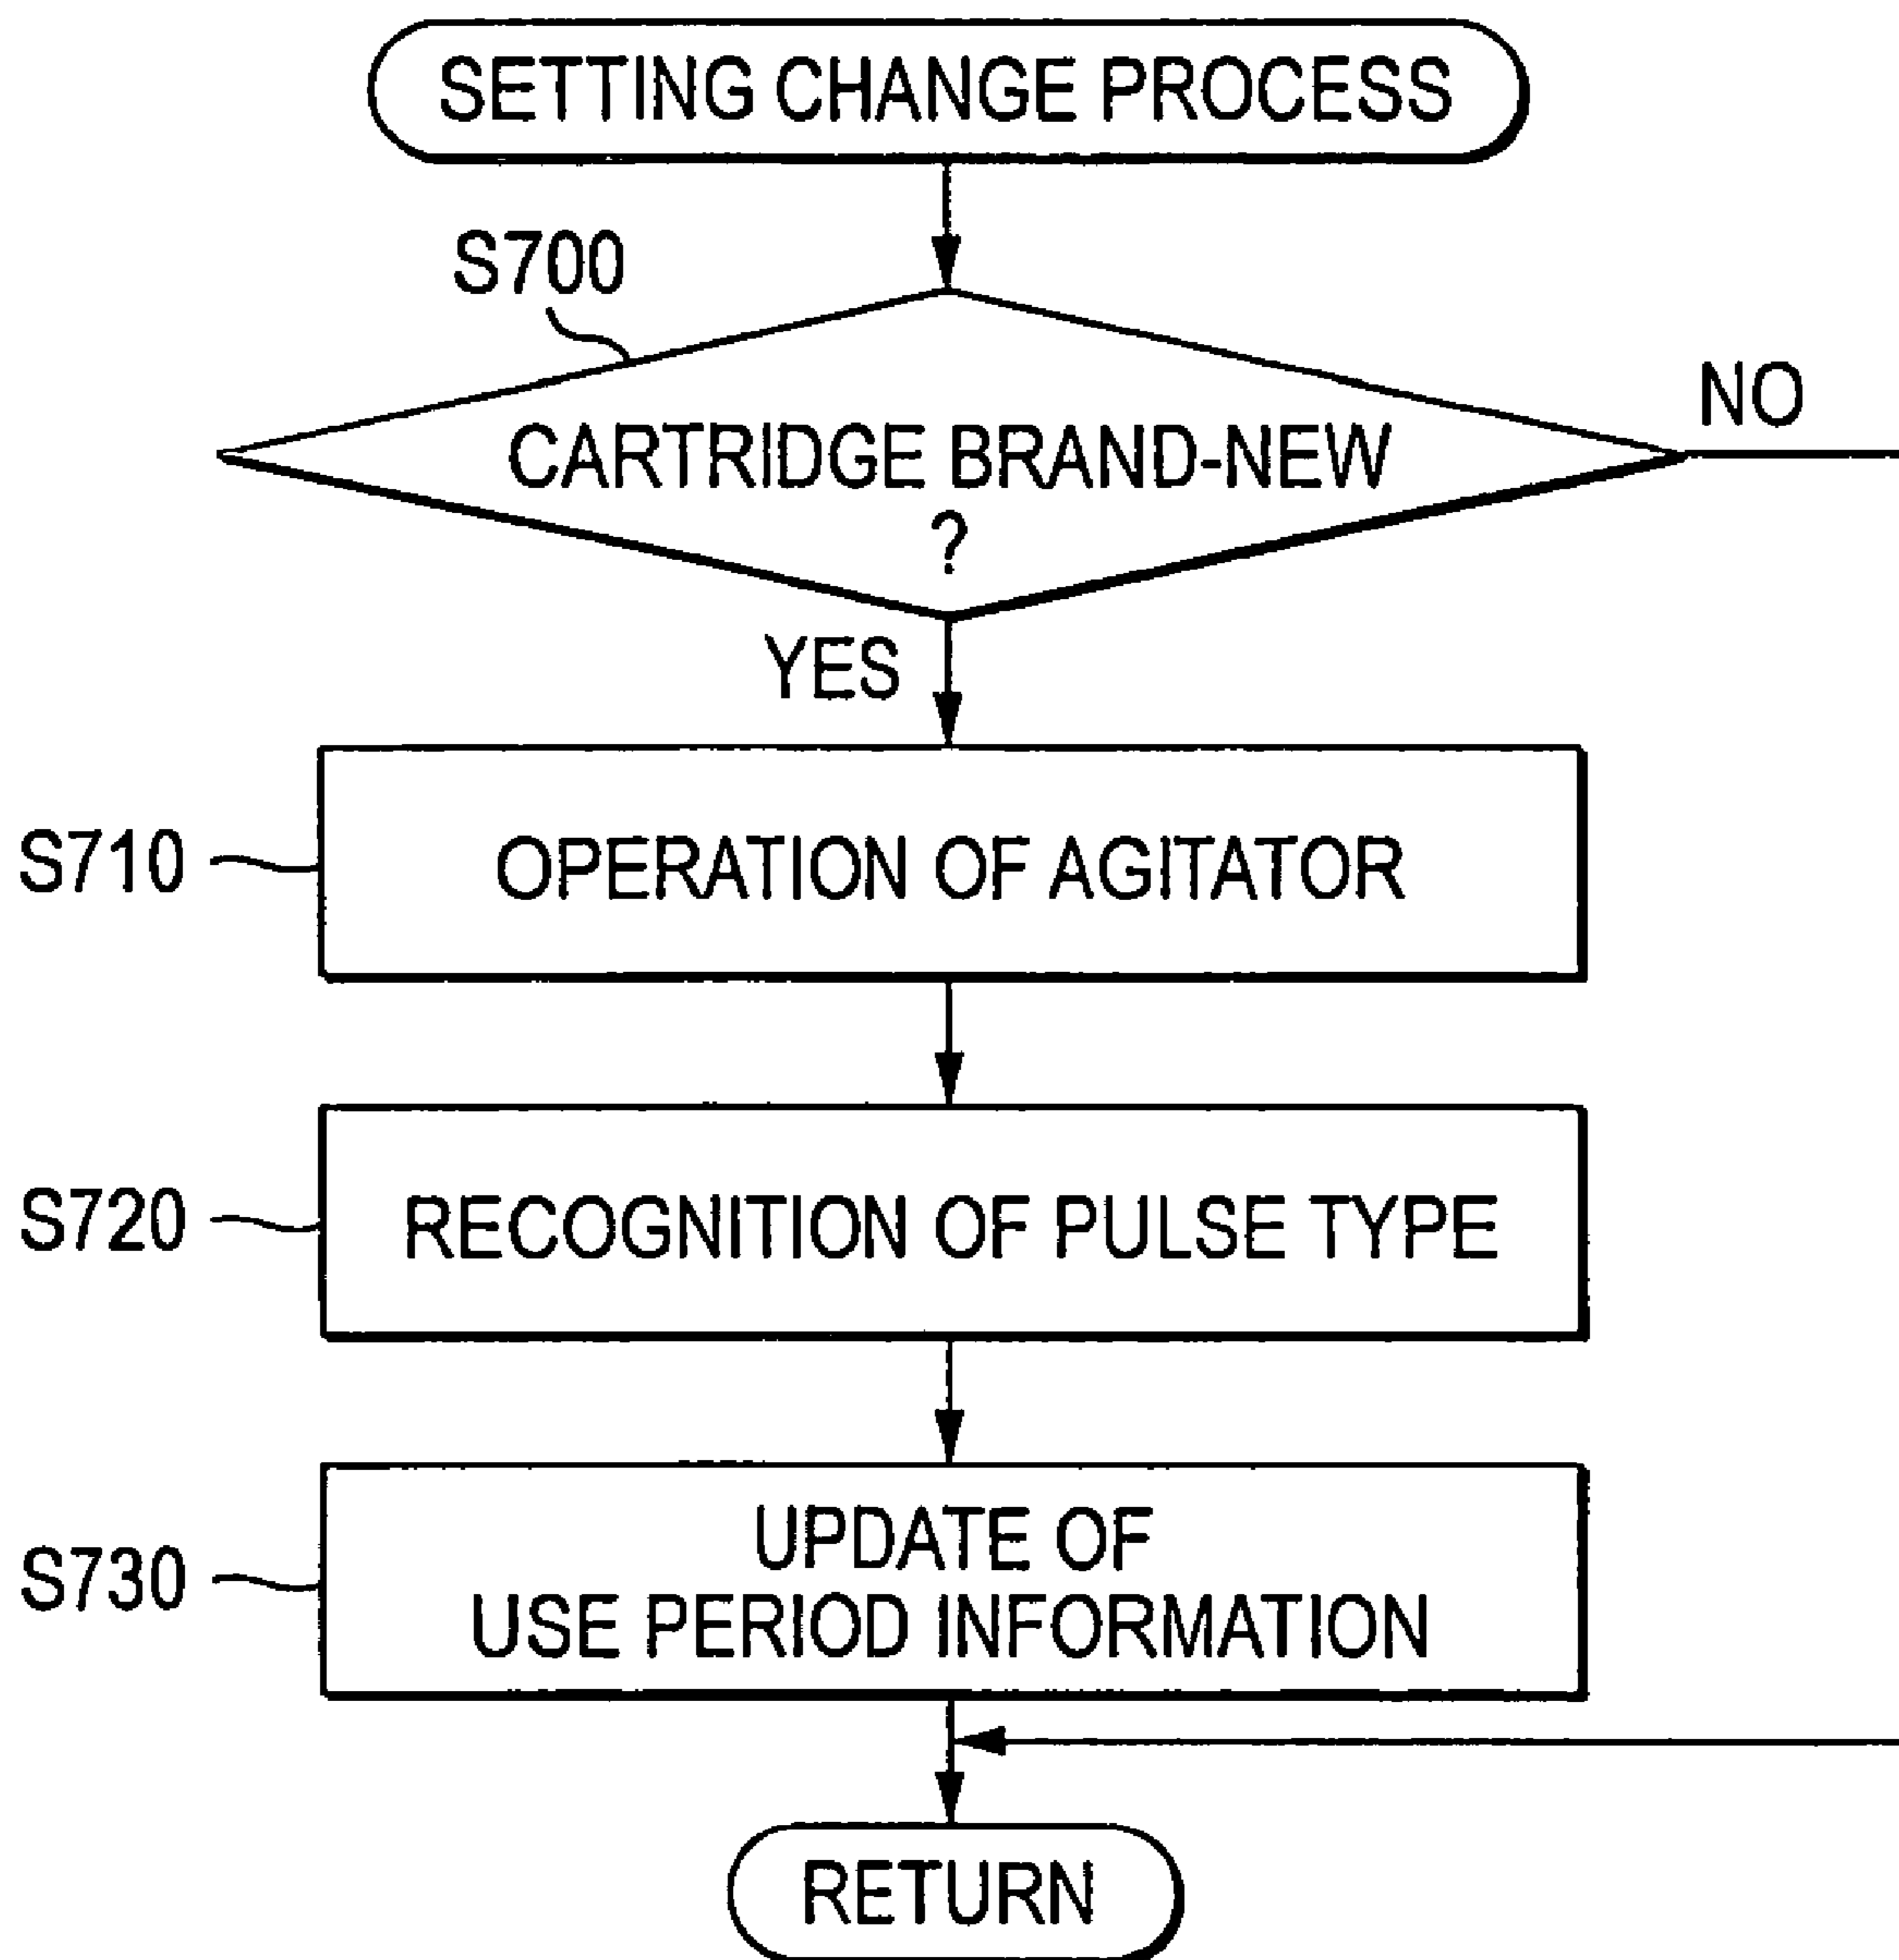 SETTING CHANGE PROCESS
S700
NO
CARTRIDGE BRAND-NEW
?
YES
S710
OPERATION OF AGITATOR
S720
RECOGNITION OF PULSE TYPE
S730
UPDATE OF
USE PERIOD INFORMATION
RETURN